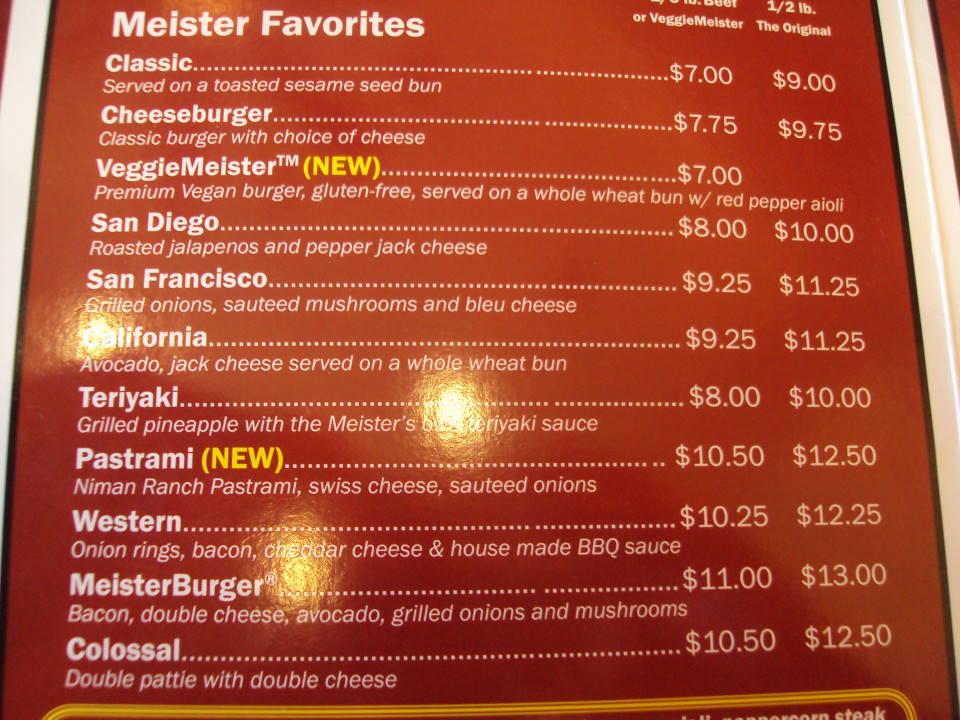 Meister Favorites
lb. Beef 1/2 lb.
or VeggieMeister The Original
Classic..........$7.00 $9.00
Served on a toasted sesame seed bun
Cheeseburger..........$7.75 $9.75
Classic burger with choice of cheese
VeggieMeister™ (NEW)..........$7.00
Premium Vegan burger, gluten-free, served on a whole wheat bun w/ red pepper aioli
San Diego..........$8.00 $10.00
Roasted jalapenos and pepper jack cheese
San Francisco..........$9.25 $11.25
Grilled onions, sauteed mushrooms and bleu cheese
California..........$9.25 $11.25
Avocado, jack cheese served on a whole wheat bun
Teriyaki..........$8.00 $10.00
Grilled pineapple with the Meister's teriyaki sauce
Pastrami (NEW)..........$10.50 $12.50
Niman Ranch Pastrami, swiss cheese, sauteed onions
Western..........$10.25 $12.25
Onion rings, bacon, cheddar cheese & house made BBQ sauce
MeisterBurger®..........$11.00 $13.00
Bacon, double cheese, avocado, grilled onions and mushrooms
Colossal..........$10.50 $12.50
Double pattie with double cheese
peppercorn steak